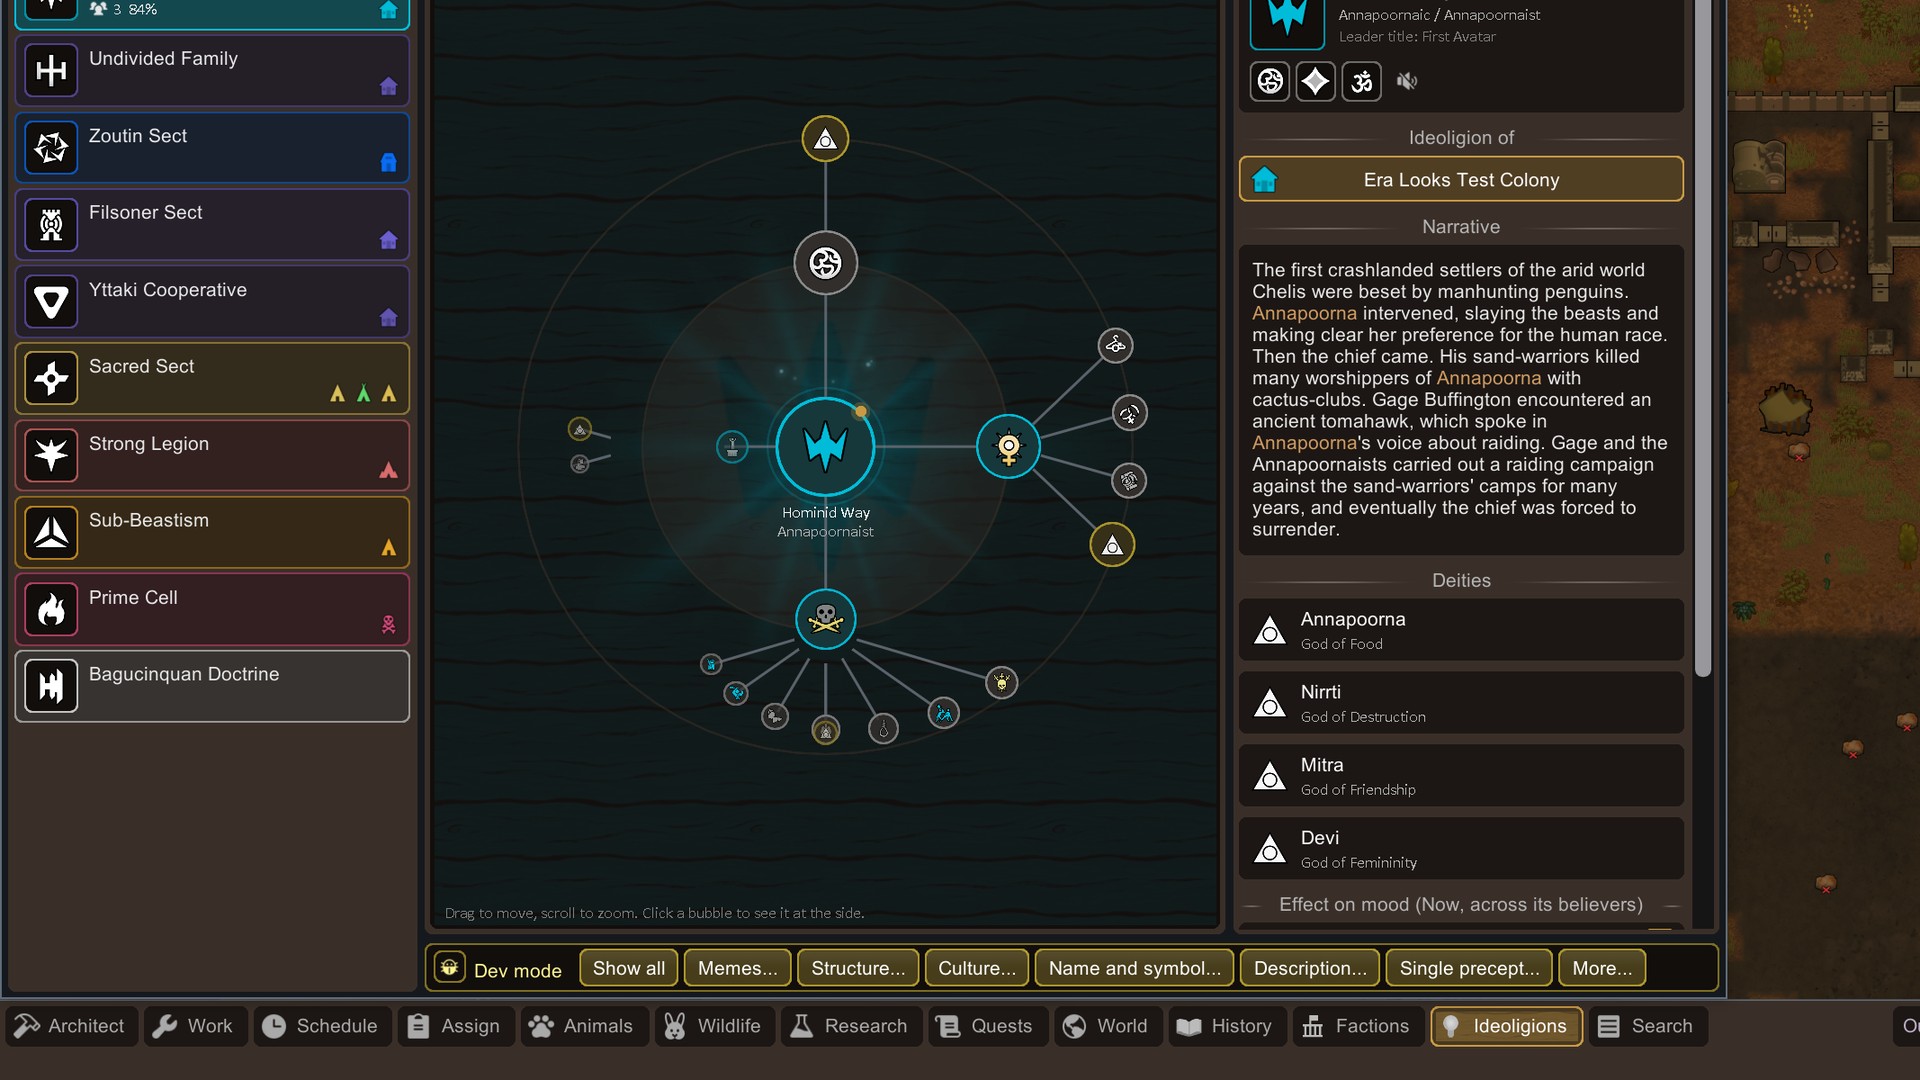 3 84%
Undivided Family
Zoutin Sect
Filsoner Sect
Yttaki Cooperative
Sacred Sect
Strong Legion
Sub-Beastism
Prime Cell
Bagucinquan Doctrine
Hominid Way
Annapoornaist
Drag to move, scroll to zoom. Click a bubble to see it at the side.
Annapoornaic / Annapoornaist
Leader title: First Avatar
Ideoligion of
Era Looks Test Colony
Narrative
The first crashlanded settlers of the arid world
Chelis were beset by manhunting penguins.
Annapoorna intervened, slaying the beasts and
making clear her preference for the human race.
Then the chief came. His sand-warriors killed
many worshippers of Annapoorna with
cactus-clubs. Gage Buffington encountered an
ancient tomahawk, which spoke in
Annapoorna's voice about raiding. Gage and the
Annapoornaists carried out a raiding campaign
against the sand-warriors' camps for many
years, and eventually the chief was forced to
surrender.
Deities
Annapoorna
God of Food
Nirrti
God of Destruction
Mitra
God of Friendship
Devi
God of Femininity
Effect on mood (Now, across its believers)
Dev mode
Show all
Memes...
Structure...
Culture...
Name and symbol...
Description...
Single precept...
More...
Architect
Work
Schedule
Assign
Animals
Wildlife
Research
Quests
World
History
Factions
Ideoligions
Search